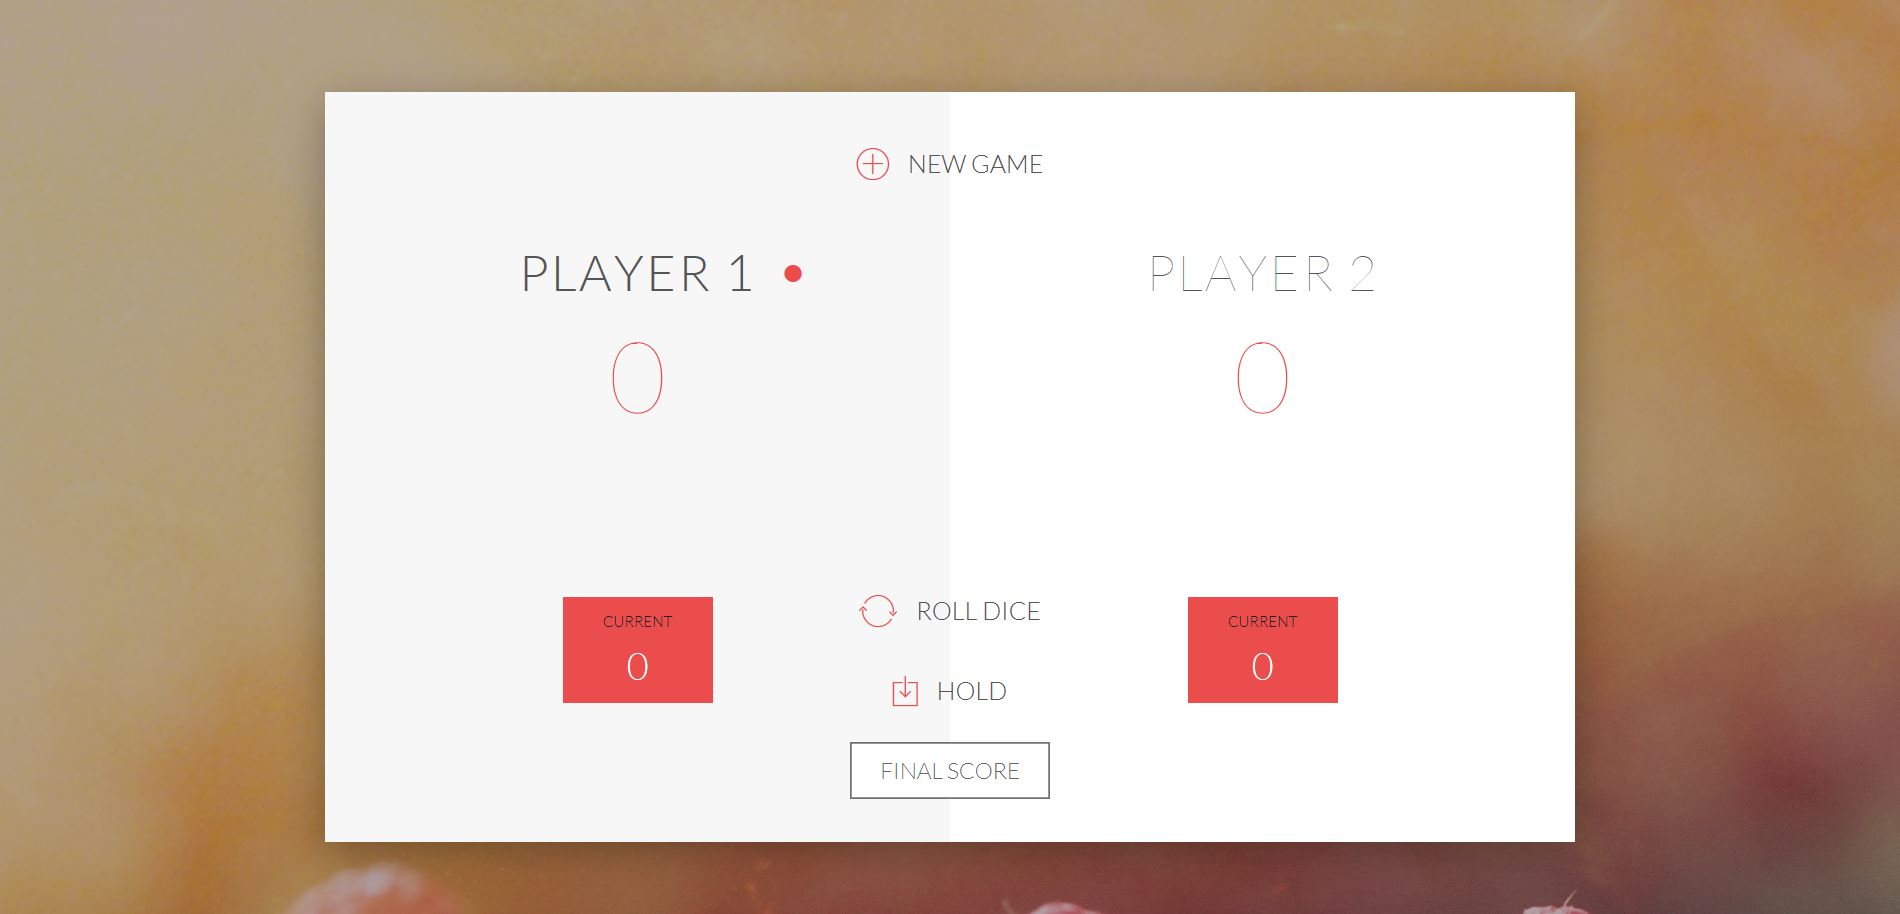 NEW GAME
PLAYER 1
PLAYER 2
0
0
CURRENT
0
ROLL DICE
CURRENT
0
HOLD
FINAL SCORE